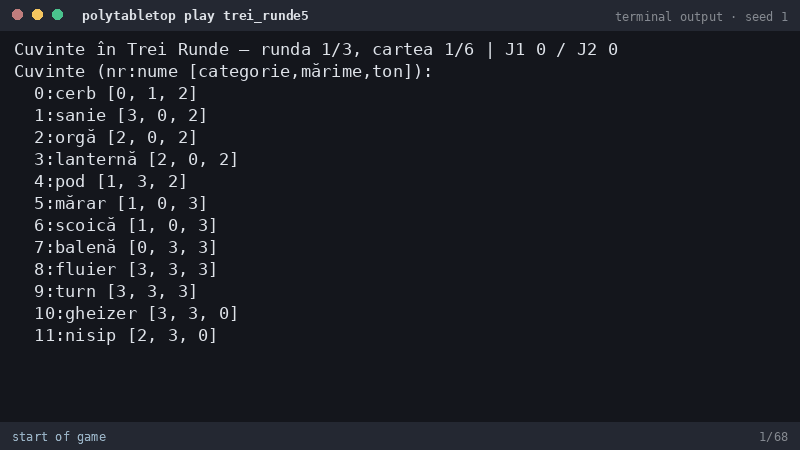 polytabletop play trei_runde5
terminal output · seed 1
Cuvinte în Trei Runde — runda 1/3, cartea 1/6 | J1 0 / J2 0
Cuvinte (nr:nume [categorie,mărime,ton]):
0:cerb [0, 1, 2]
1:sanie [3, 0, 2]
2:orgă [2, 0, 2]
3:lanternă [2, 0, 2]
4:pod [1, 3, 2]
5:mărar [1, 0, 3]
6:scoică [1, 0, 3]
7:balenă [0, 3, 3]
8:fluier [3, 3, 3]
9:turn [3, 3, 3]
10:gheizer [3, 3, 0]
11:nisip [2, 3, 0]
start of game
1/68